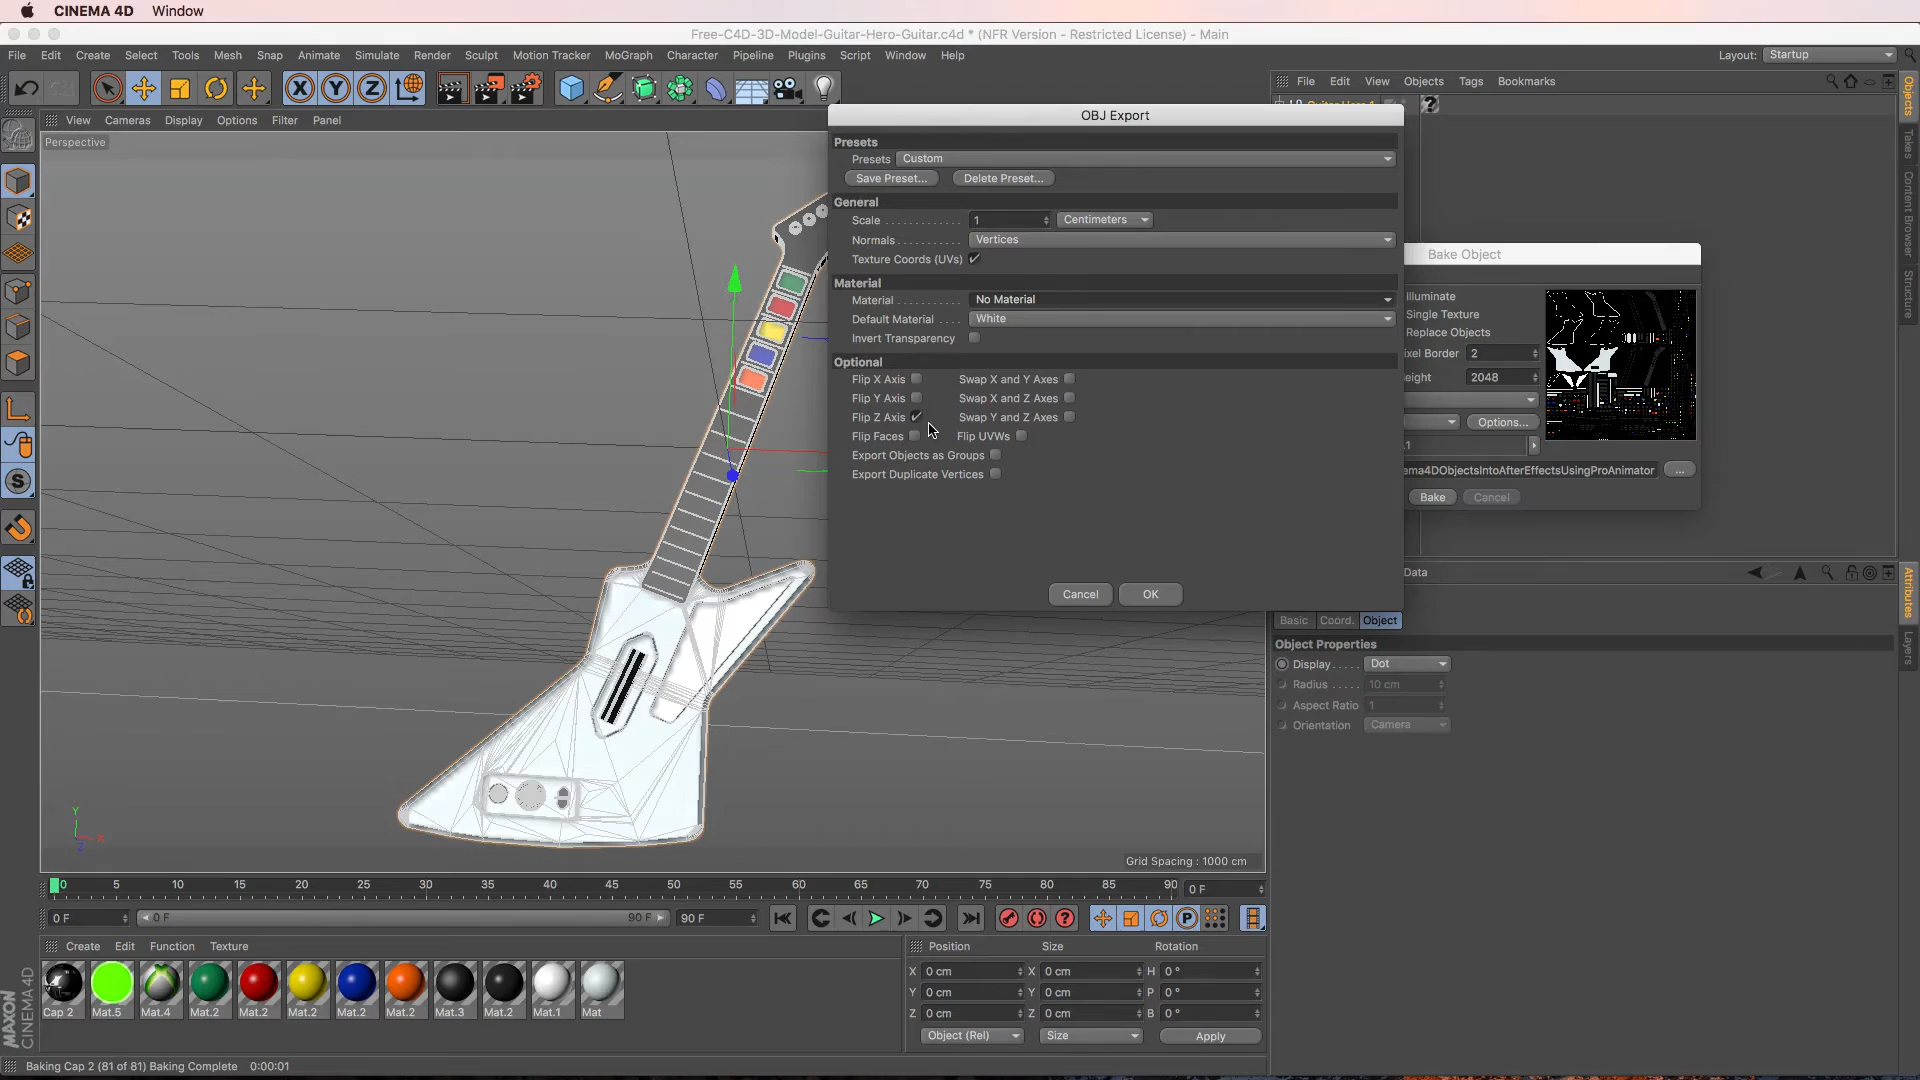 CINEMA 4D Window
Free-C4D-3D-Model-Guitar-Hero-Guitar.c4d * (NFR Version - Restricted License) - Main
File Edit Create Select Tools Mesh Snap Animate Simulate Render Sculpt Motion Tracker MoGraph Character Pipeline Plugins Script Window Help
Layout: Startup
File Edit View Objects Tags Bookmarks
View Cameras Display Options Filter Panel
Perspective
OBJ Export
Presets
Presets Custom
Save Preset... Delete Preset...
General
Scale 1 Centimeters
Normals Vertices
Texture Coords (UVs)
Material
Material No Material
Default Material White
Invert Transparency
Optional
Flip X Axis Swap X and Y Axes
Flip Y Axis Swap X and Z Axes
Flip Z Axis Swap Y and Z Axes
Flip Faces Flip UVWs
Export Objects as Groups
Export Duplicate Vertices
Cancel OK
Bake Object
Illuminate
Single Texture
Replace Objects
ixel Border 2
eight 2048
Options...
.1
ema4DObjectsIntoAfterEffectsUsingProAnimator ...
Bake Cancel
Objects
Takes
Content Browser
Structure
Data
Attributes
Layers
Basic Coord. Object
Object Properties
Display Dot
Radius 10 cm
Aspect Ratio 1
Orientation Camera
Y
X
Z
Grid Spacing : 1000 cm
0 5 10 15 20 25 30 35 40 45 50 55 60 65 70 75 80 85 90 0 F
0 F 0 F 90 F 90 F
Create Edit Function Texture
Cap 2 Mat.5 Mat.4 Mat.2 Mat.2 Mat.2 Mat.2 Mat.2 Mat.3 Mat.2 Mat.1 Mat
Position Size Rotation
X 0 cm X 0 cm H 0 °
Y 0 cm Y 0 cm P 0 °
Z 0 cm Z 0 cm B 0 °
Object (Rel) Size Apply
MAXON
CINEMA 4D
Baking Cap 2 (81 of 81) Baking Complete 0:00:01